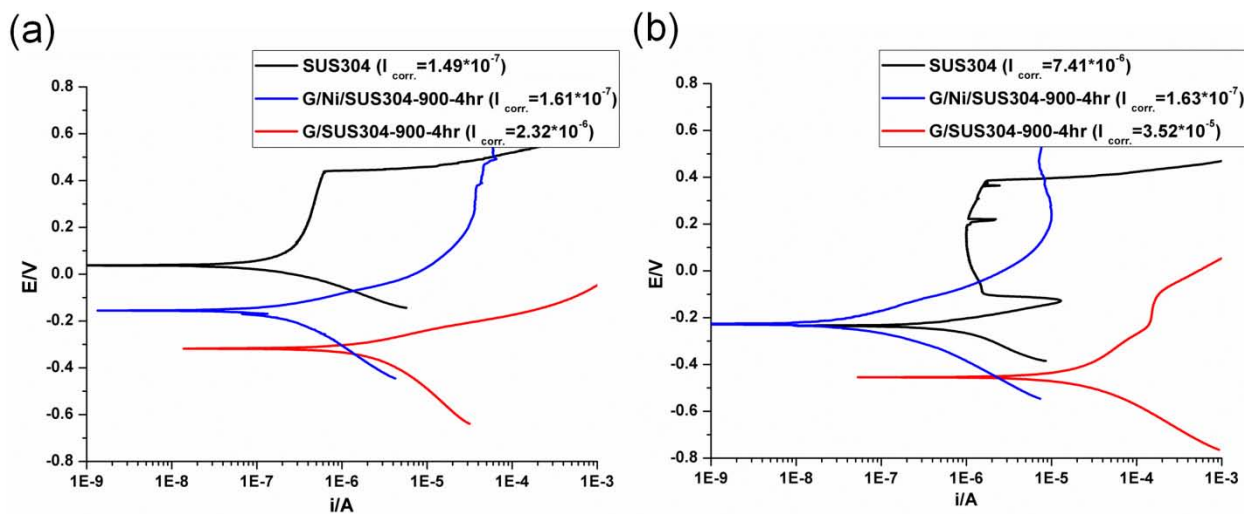 (a)
SUS304 (I corr.=1.49*10-7)
G/Ni/SUS304-900-4hr (I corr.=1.61*10-7)
G/SUS304-900-4hr (I corr.=2.32*10-6)
0.8
0.4
0.2
0.0
-0.2
-0.4
-0.6
-0.8
E/V
1E-9
1E-8
1E-7
1E-6
1E-5
1E-4
1E-3
i/A
(b)
SUS304 (I corr.=7.41*10-6)
G/Ni/SUS304-900-4hr (I corr.=1.63*10-7)
G/SUS304-900-4hr (I corr.=3.52*10-5)
0.8
0.6
0.4
0.2
0.0
-0.2
-0.4
-0.6
-0.8
E/V
1E-9
1E-8
1E-7
1E-6
1E-5
1E-4
1E-3
i/A